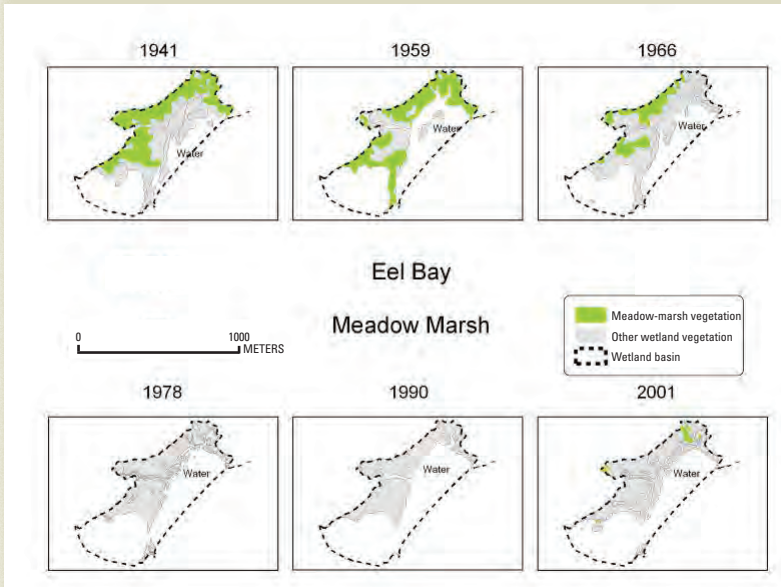 1941 1959 1966
Water Water Water
Eel Bay
Meadow Marsh
0 1000
METERS
Meadow-marsh vegetation
Other wetland vegetation
Wetland basin
1978 1990 2001
Water Water Water